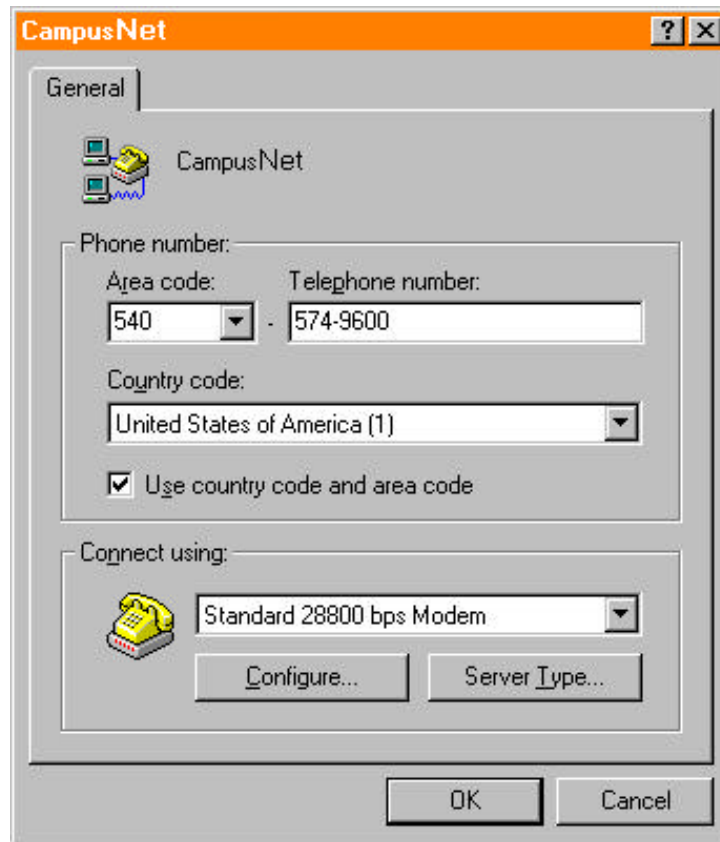 CampusNet
General
CampusNet
Phone number:
Area code: Telephone number:
540 - 574-9600
Country code:
United States of America (1)
Use country code and area code
Connect using:
Standard 28800 bps Modem
Configure... Server Type...
OK Cancel